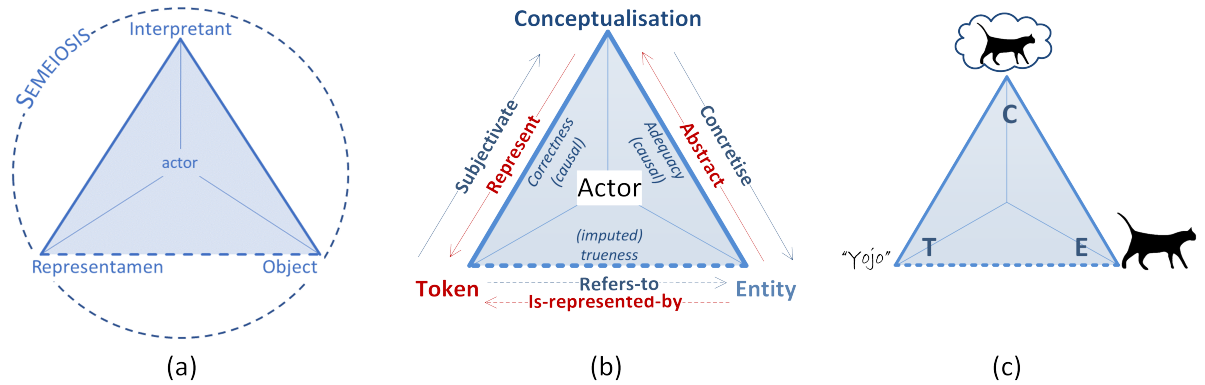 SEMEIOSIS
Interpretant
actor
Representamen
Object
(a)
Conceptualisation
Subjectivate
Represent
Correctness
(causal)
Adequacy
(causal)
Abstract
Concretise
Actor
(imputed)
trueness
Token
Refers-to
Entity
Is-represented-by
(b)
C
T
E
"Yojo"
(c)